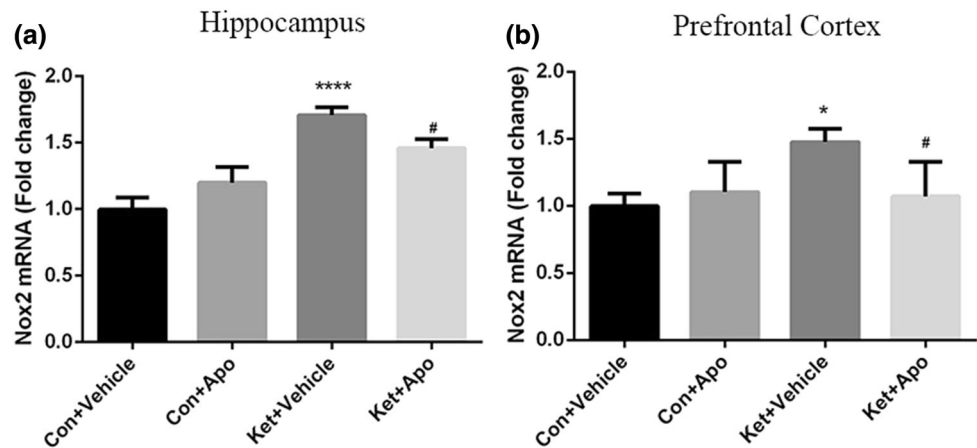 (a)
Hippocampus
Nox2 mRNA (Fold change)
2.0
1.5
1.0
0.5
0.0
****
#
Con+Vehicle
Con+Apo
Ket+Vehicle
Ket+Apo
(b)
Prefrontal Cortex
Nox2 mRNA (Fold change)
2.0
1.5
1.0
0.5
0.0
*
#
Con+Vehicle
Con+Apo
Ket+Vehicle
Ket+Apo